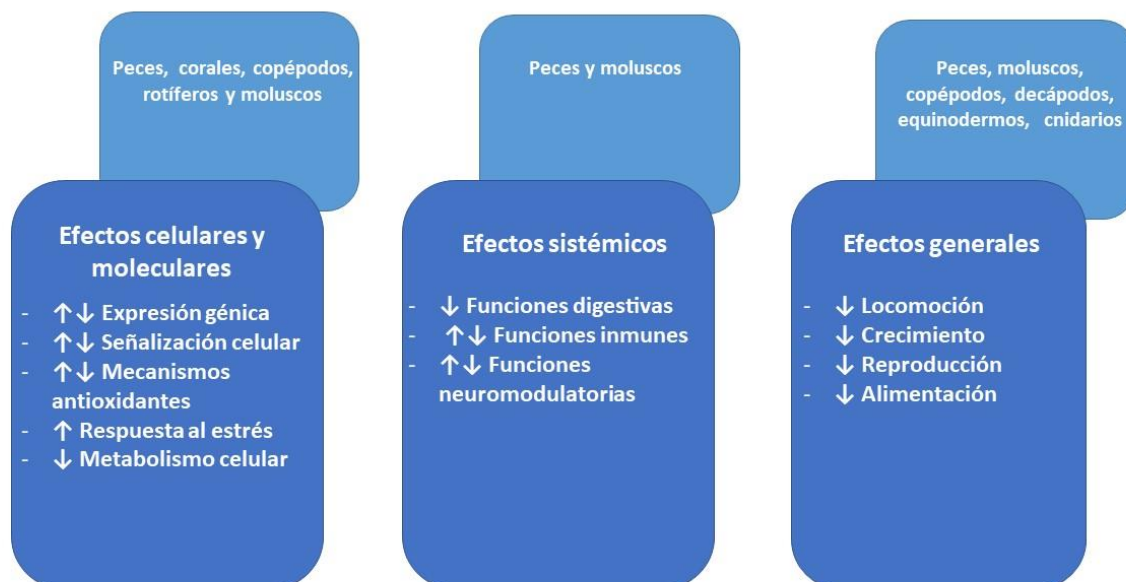 Peces, corales, copépodos,
rotíferos y moluscos
Efectos celulares y
moleculares
- ↑↓ Expresión génica
- ↑↓ Señalización celular
- ↑↓ Mecanismos
antioxidantes
- ↑ Respuesta al estrés
- ↓ Metabolismo celular
Peces y moluscos
Efectos sistémicos
- ↓ Funciones digestivas
- ↑↓ Funciones inmunes
- ↑↓ Funciones
neuromodulatorias
Peces, moluscos,
copépodos, decápodos,
equinodermos, cnidarios
Efectos generales
- ↓ Locomoción
- ↓ Crecimiento
- ↓ Reproducción
- ↓ Alimentación